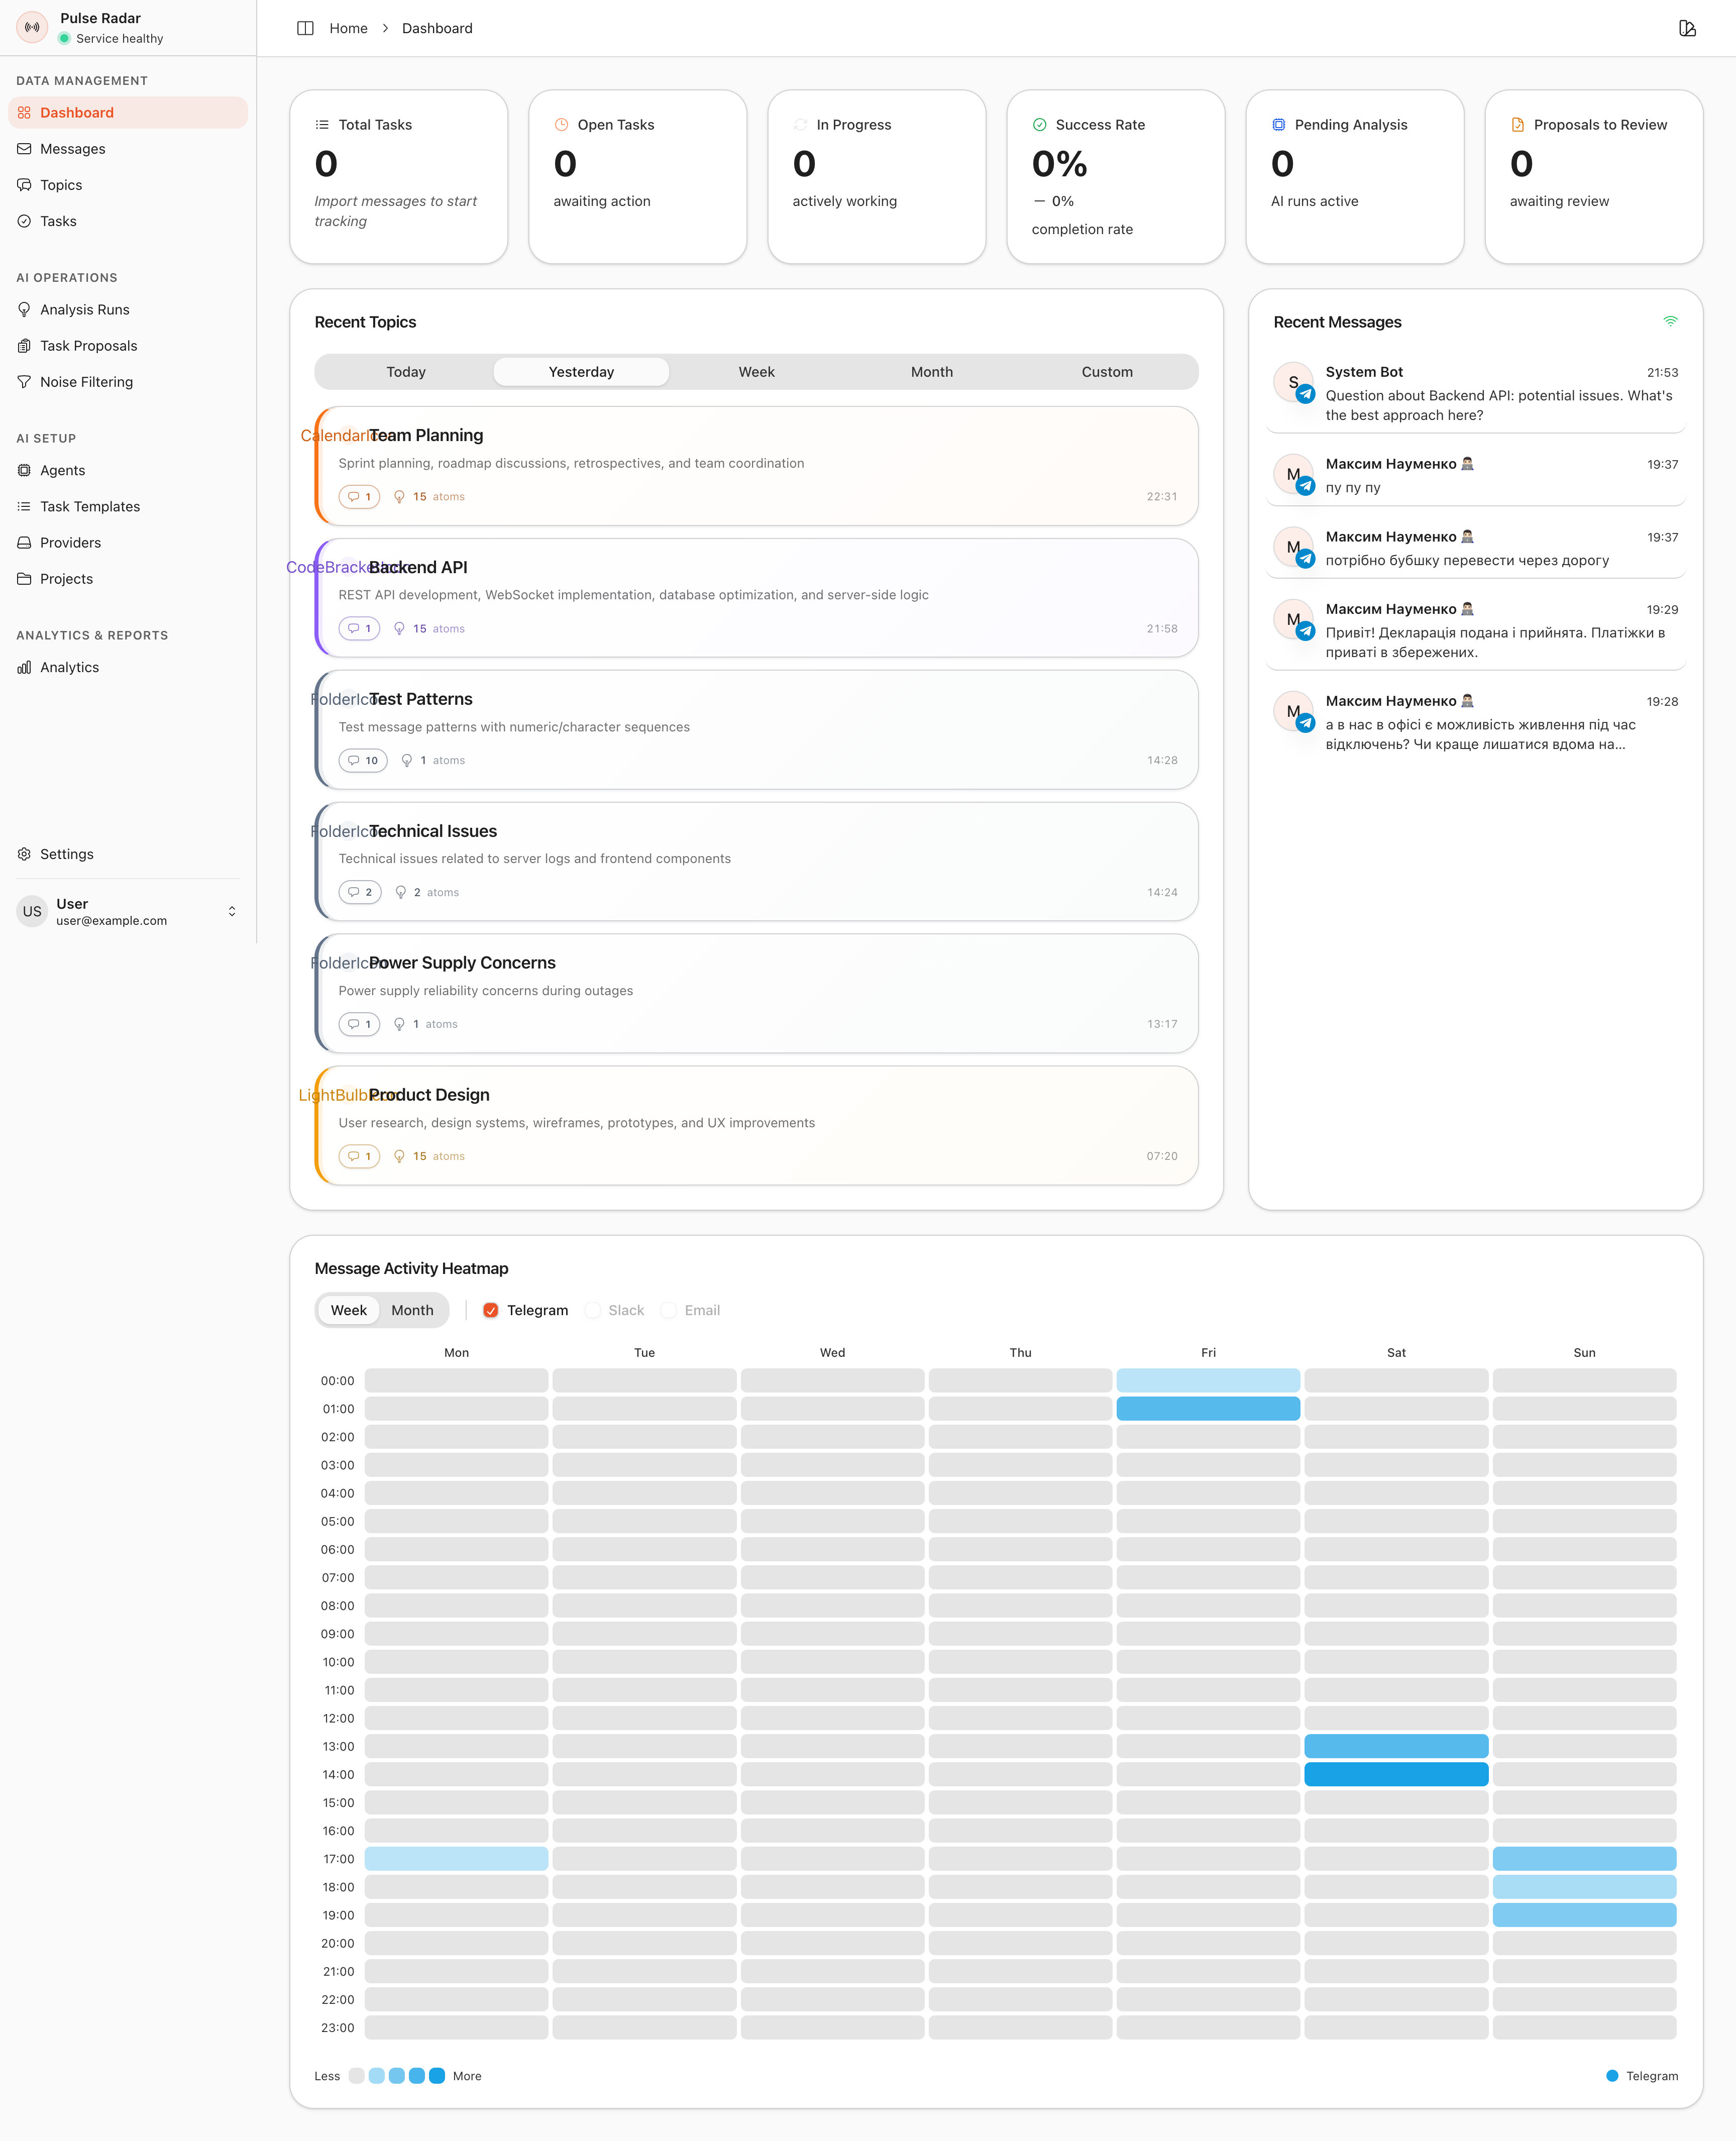 Pulse Radar
Service healthy
DATA MANAGEMENT
Dashboard
Messages
Topics
Tasks
AI OPERATIONS
Analysis Runs
Task Proposals
Noise Filtering
AI SETUP
Agents
Task Templates
Providers
Projects
ANALYTICS & REPORTS
Analytics
Settings
US
User
user@example.com
Home > Dashboard
Total Tasks
0
Import messages to start
tracking
Open Tasks
0
awaiting action
In Progress
0
actively working
Success Rate
0%
— 0%
completion rate
Pending Analysis
0
AI runs active
Proposals to Review
0
awaiting review
Recent Topics
Today Yesterday Week Month Custom
Team Planning
Sprint planning, roadmap discussions, retrospectives, and team coordination
1 15 atoms 22:31
Backend API
REST API development, WebSocket implementation, database optimization, and server-side logic
1 15 atoms 21:58
Test Patterns
Test message patterns with numeric/character sequences
10 1 atoms 14:28
Technical Issues
Technical issues related to server logs and frontend components
2 2 atoms 14:24
Power Supply Concerns
Power supply reliability concerns during outages
1 1 atoms 13:17
Product Design
User research, design systems, wireframes, prototypes, and UX improvements
1 15 atoms 07:20
Recent Messages
S
System Bot 21:53
Question about Backend API: potential issues. What's
the best approach here?
M
Максим Науменко 19:37
пу пу пу
M
Максим Науменко 19:37
потрібно бубшку перевести через дорогу
M
Максим Науменко 19:29
Привіт! Декларація подана і прийнята. Платіжки в
приваті в збережених.
M
Максим Науменко 19:28
а в нас в офісі є можливість живлення під час
відключень? Чи краще лишатися вдома на...
Message Activity Heatmap
Week Month Telegram Slack Email
Mon Tue Wed Thu Fri Sat Sun
00:00
01:00
02:00
03:00
04:00
05:00
06:00
07:00
08:00
09:00
10:00
11:00
12:00
13:00
14:00
15:00
16:00
17:00
18:00
19:00
20:00
21:00
22:00
23:00
Less More
Telegram